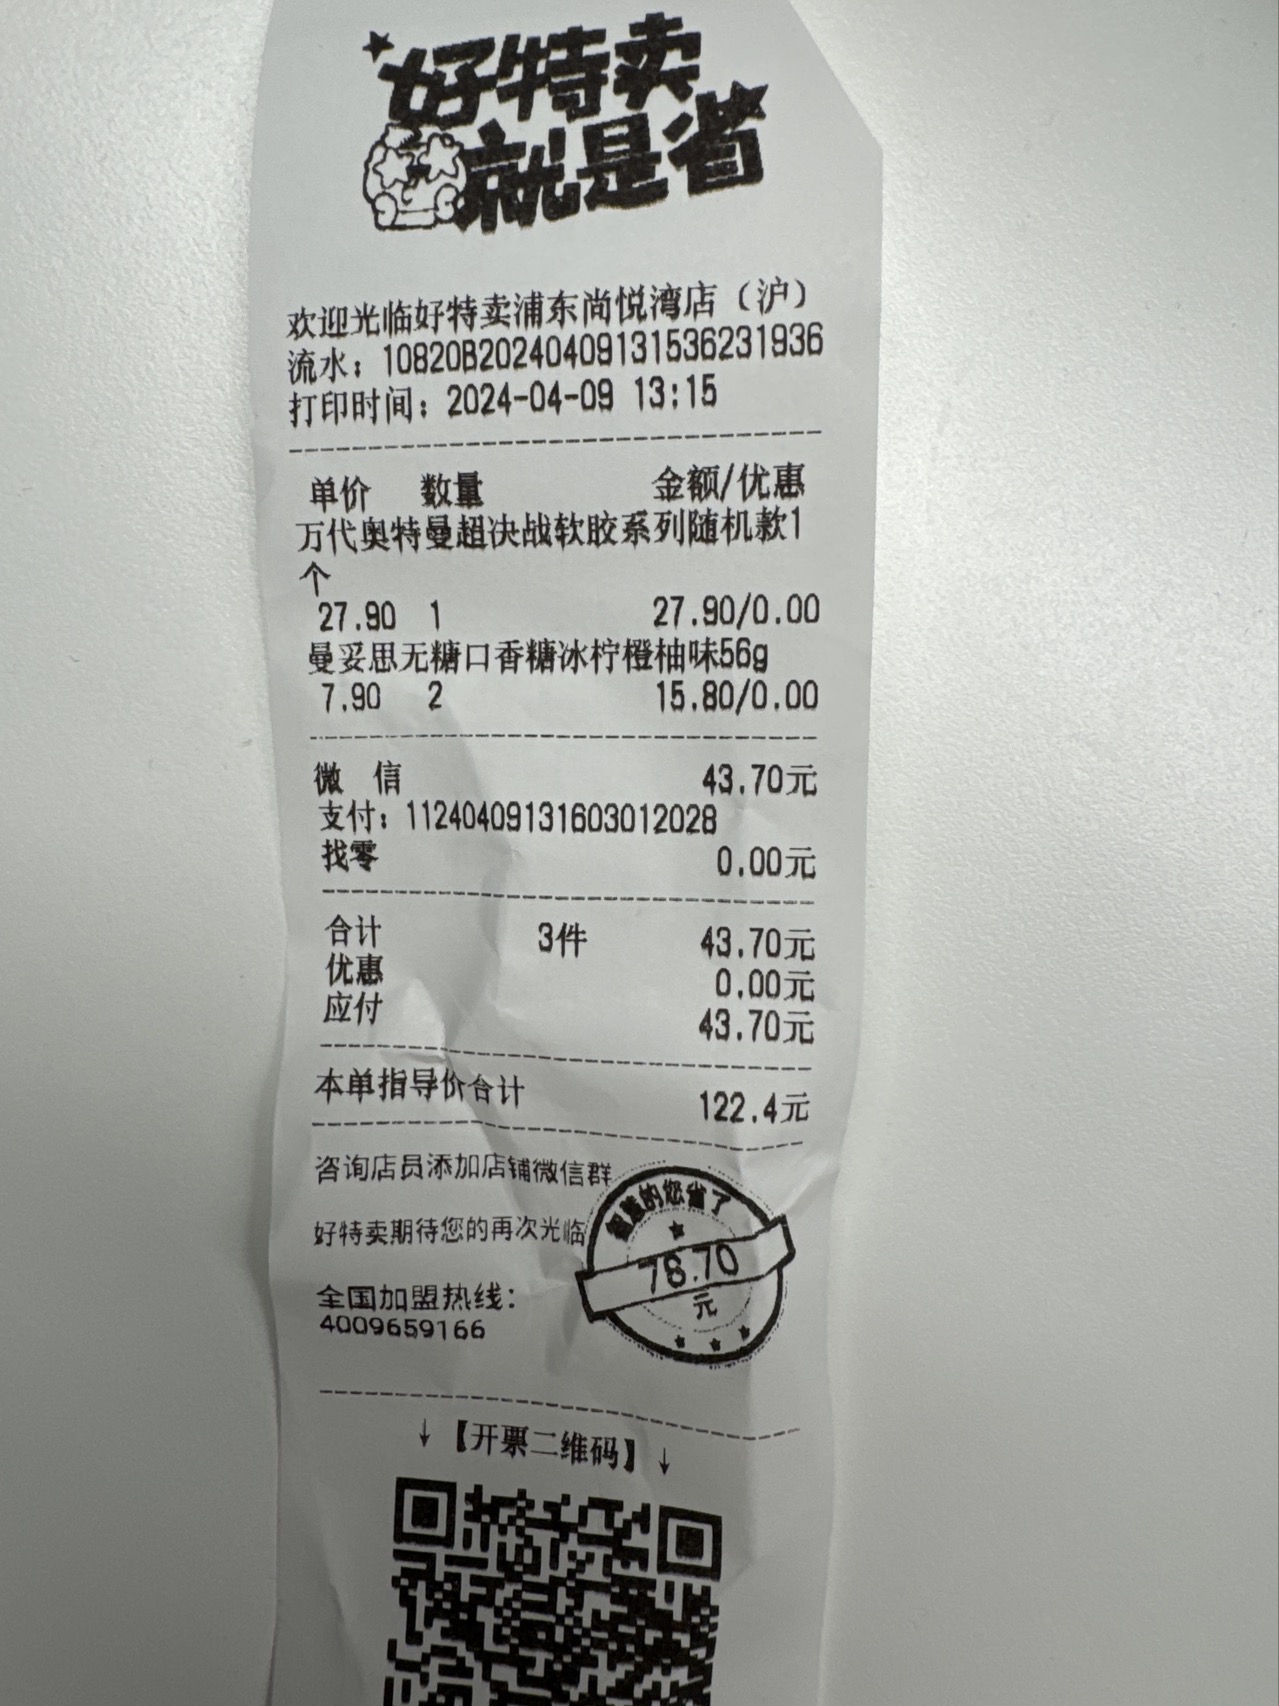 好特卖
就是省
欢迎光临好特卖浦东尚悦湾店（沪）
流水：10820B20240409131536231936
打印时间：2024-04-09 13:15
单价 数量 金额/优惠
万代奥特曼超决战软胶系列随机款1
个
27.90 1 27.90/0.00
曼妥思无糖口香糖冰柠橙柚味56g
7.90 2 15.80/0.00
微 信 43.70元
支付：11240409131603012028
找零 0.00元
合计 3件 43.70元
优惠 0.00元
应付 43.70元
本单指导价合计 122.4元
咨询店员添加店铺微信群
好特卖期待您的再次光临
全国加盟热线：
4009659166
的您省了
78.70
元
↓【开票二维码】↓